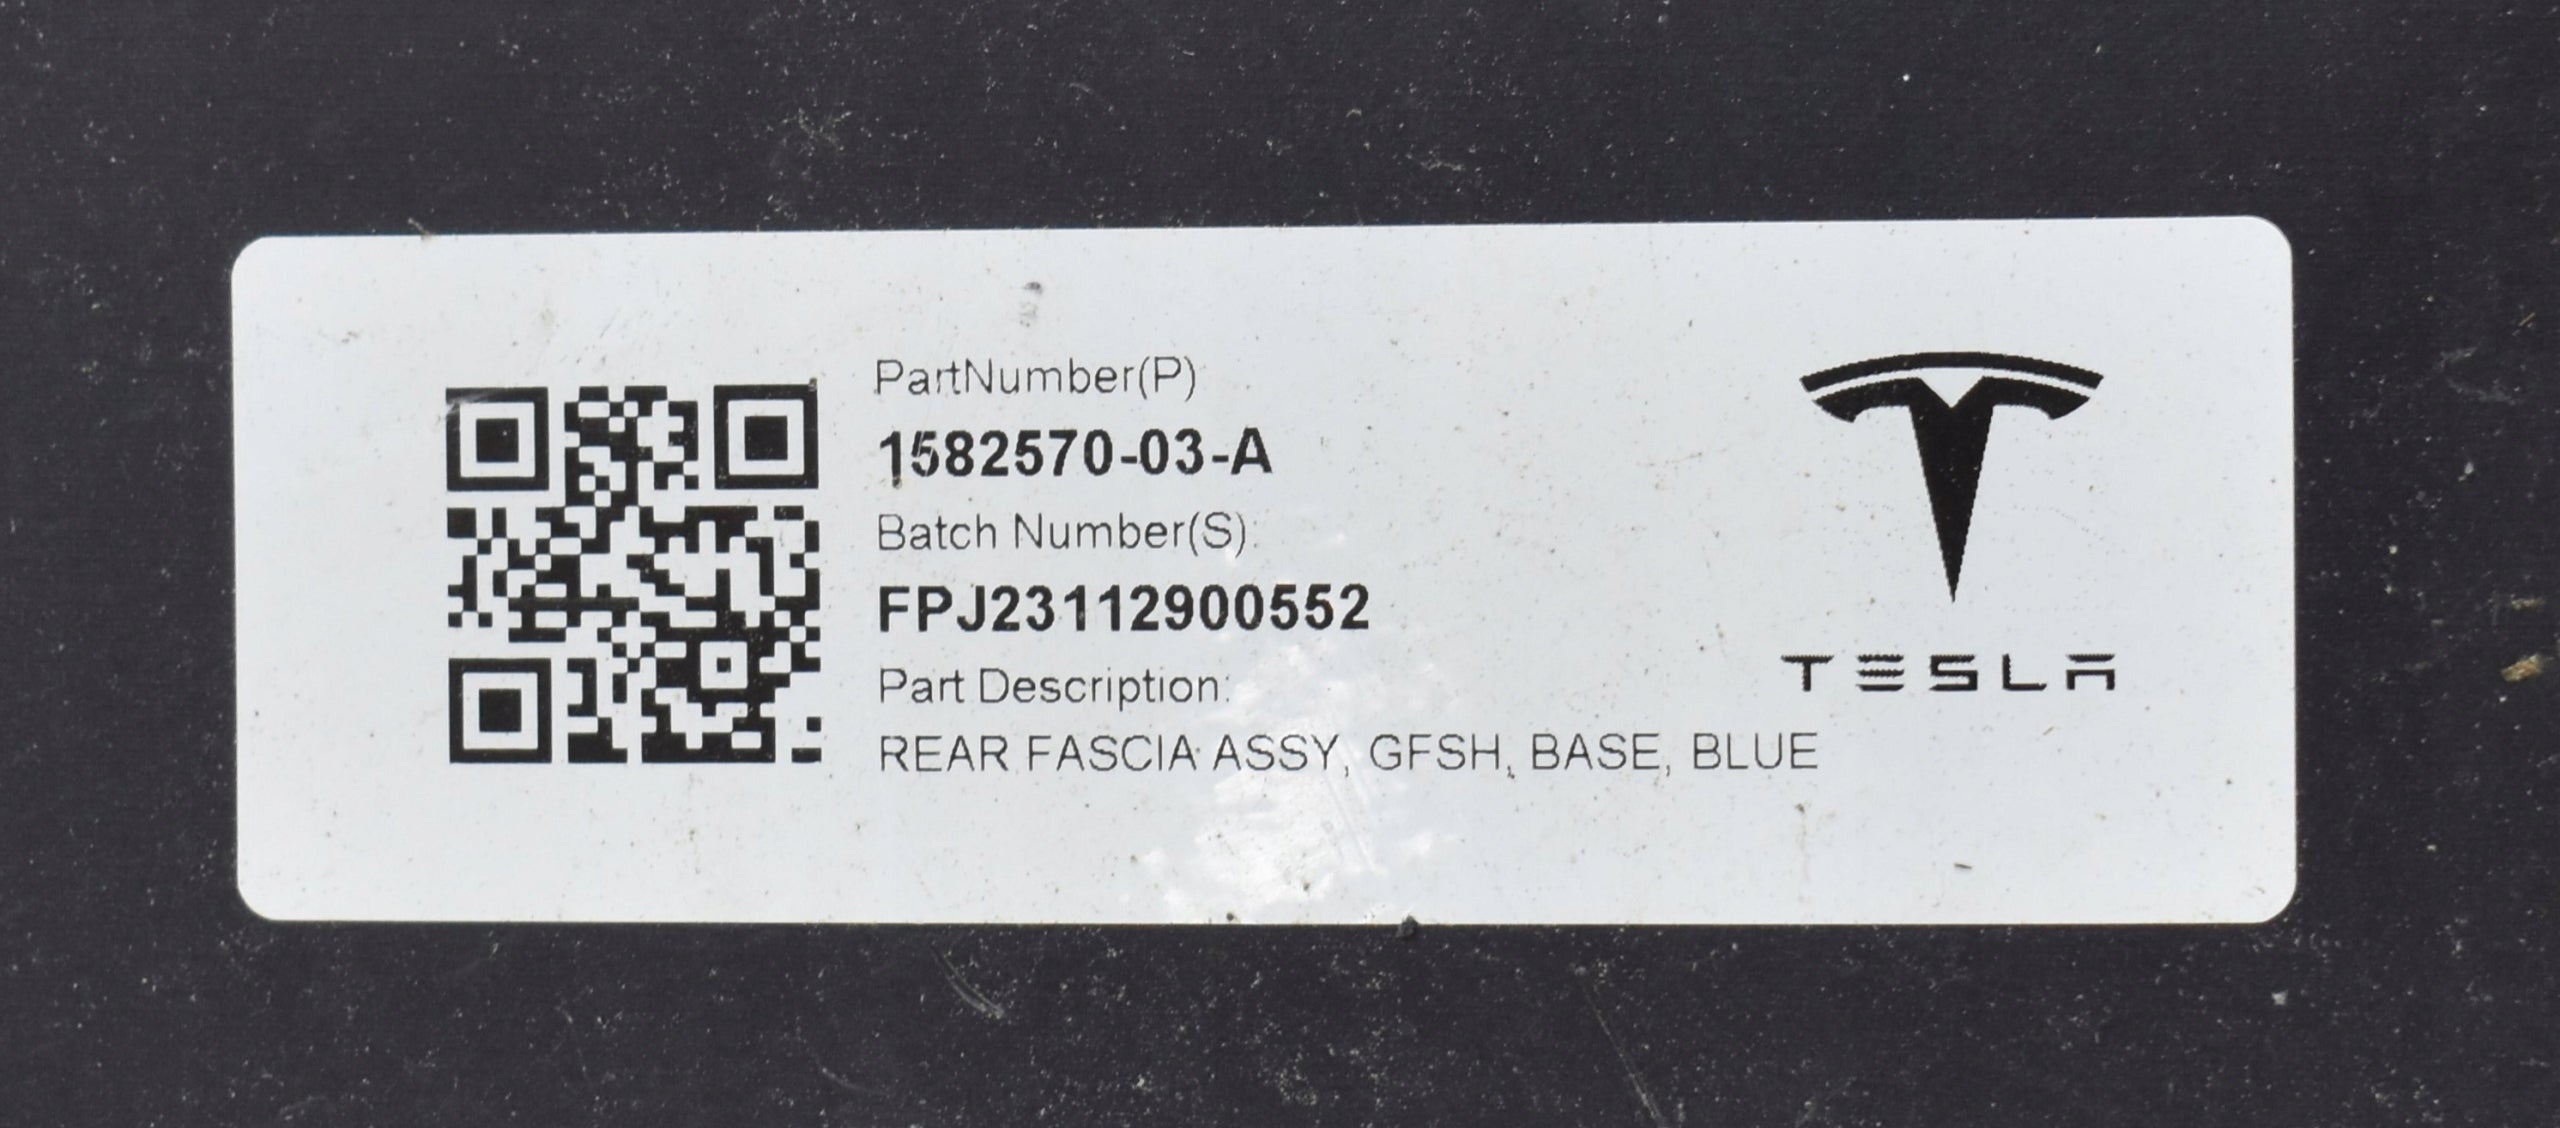 PartNumber(P)
1582570-03-A
Batch Number(S):
FPJ23112900552
Part Description:
REAR FASCIA ASSY, GFSH, BASE, BLUE
TESLA